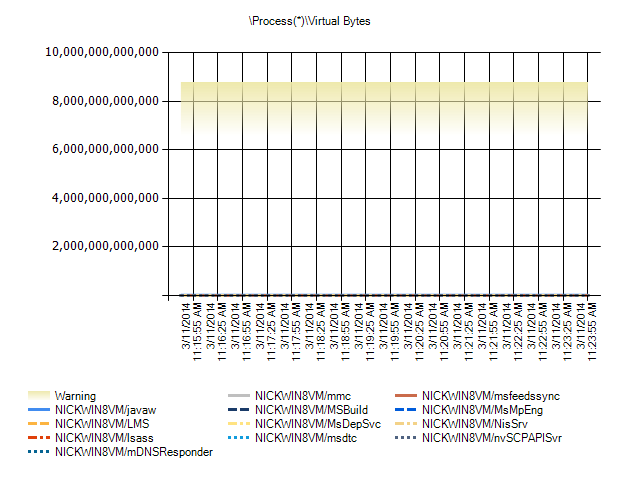 \Process(*)\Virtual Bytes
10,000,000,000,000
8,000,000,000,000
6,000,000,000,000
4,000,000,000,000
2,000,000,000,000
3/11/2014 11:15:55 AM
3/11/2014 11:16:25 AM
3/11/2014 11:16:55 AM
3/11/2014 11:17:25 AM
3/11/2014 11:17:55 AM
3/11/2014 11:18:25 AM
3/11/2014 11:18:55 AM
3/11/2014 11:19:25 AM
3/11/2014 11:19:55 AM
3/11/2014 11:20:25 AM
3/11/2014 11:20:55 AM
3/11/2014 11:21:25 AM
3/11/2014 11:21:55 AM
3/11/2014 11:22:25 AM
3/11/2014 11:22:55 AM
3/11/2014 11:23:25 AM
3/11/2014 11:23:55 AM
Warning
NICKWIN8VM/mmc
NICKWIN8VM/msfeedssync
NICKWIN8VM/javaw
NICKWIN8VM/MSBuild
NICKWIN8VM/MsMpEng
NICKWIN8VM/LMS
NICKWIN8VM/MsDepSvc
NICKWIN8VM/NisSrv
NICKWIN8VM/lsass
NICKWIN8VM/msdtc
NICKWIN8VM/nvSCPAPISvr
NICKWIN8VM/mDNSResponder